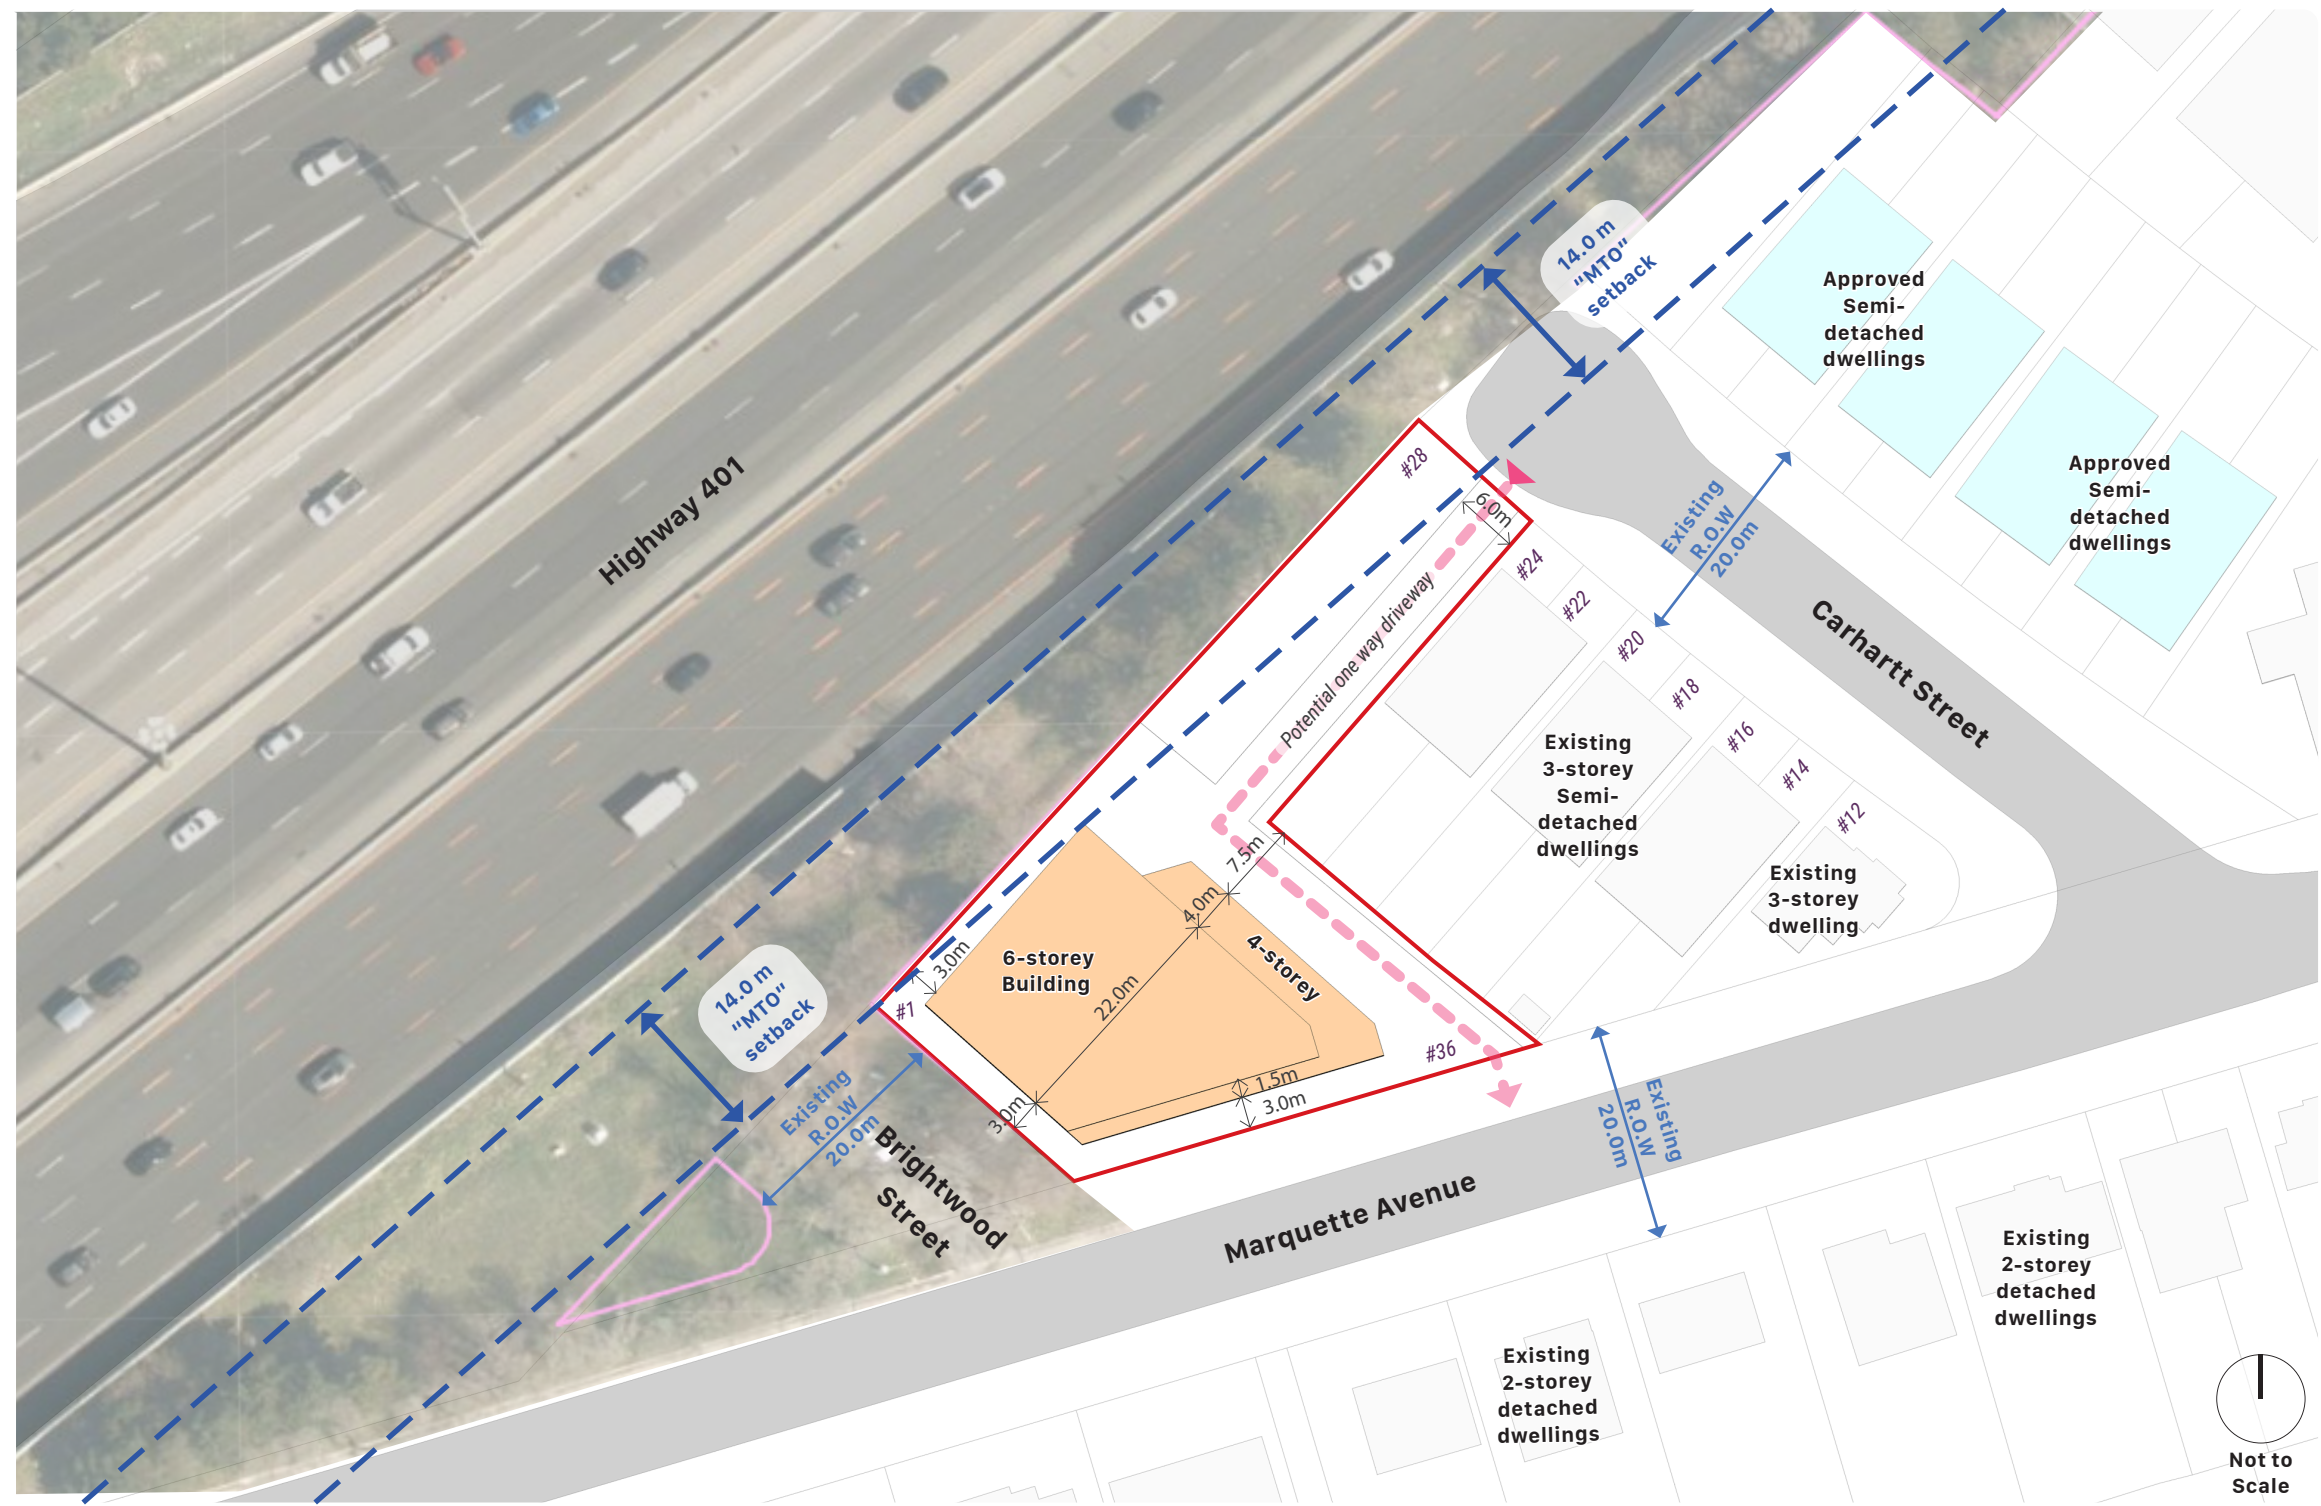 Highway 401
14.0 m
"MTO"
setback
Approved
Semi-
detached
dwellings
Approved
Semi-
detached
dwellings
#28
6.0m
#24
#22
#20
#18
#16
#14
#12
Existing
R.O.W
20.0m
Carhartt Street
Potential one way driveway
Existing
3-storey
Semi-
detached
dwellings
Existing
3-storey
dwelling
7.5m
4.0m
22.0m
6-storey
Building
4-storey
3.0m
#1
14.0 m
"MTO"
setback
Existing
R.O.W
20.0m
3.0m
1.5m
3.0m
#36
Brightwood
Street
Marquette Avenue
Existing
R.O.W
20.0m
Existing
2-storey
detached
dwellings
Existing
2-storey
detached
dwellings
Not to
Scale